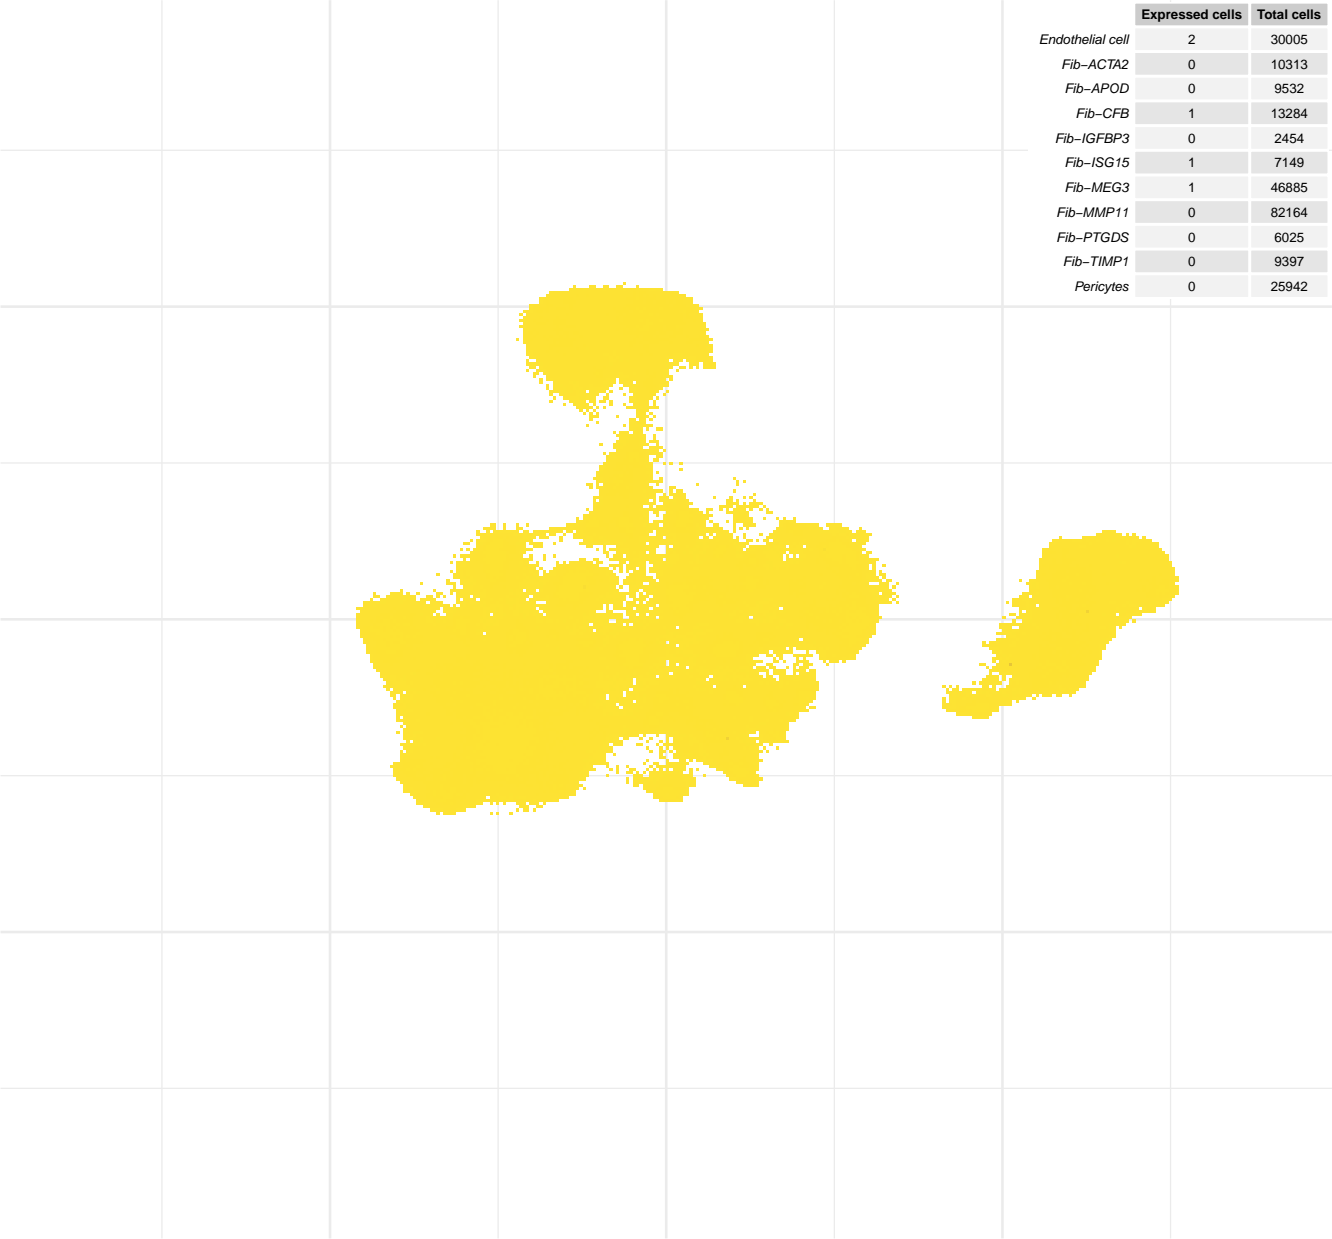 Expressed cells Total cells
Endothelial cell 2 30005
Fib−ACTA2 0 10313
Fib−APOD 0 9532
Fib−CFB 1 13284
Fib−IGFBP3 0 2454
Fib−ISG15 1 7149
Fib−MEG3 1 46885
Fib−MMP11 0 82164
Fib−PTGDS 0 6025
Fib−TIMP1 0 9397
Pericytes 0 25942